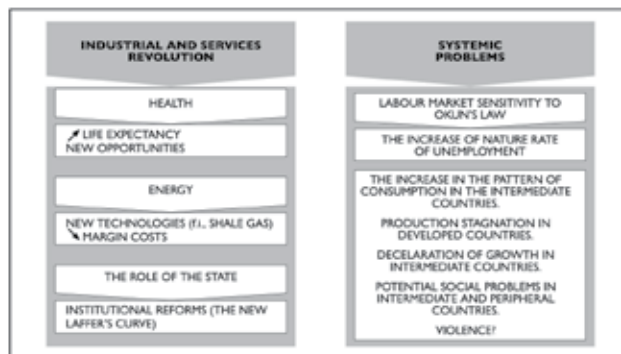 INDUSTRIAL AND SERVICES
REVOLUTION
HEALTH
↗ LIFE EXPECTANCY
NEW OPPORTUNITIES
ENERGY
NEW TECHNOLOGIES (f.i., SHALE GAS)
↘ MARGIN COSTS
THE ROLE OF THE STATE
INSTITUTIONAL REFORMS (THE NEW
LAFFER'S CURVE)
SYSTEMIC
PROBLEMS
LABOUR MARKET SENSITIVITY TO
OKUN'S LAW
THE INCREASE OF NATURE RATE
OF UNEMPLOYMENT
THE INCREASE IN THE PATTERN OF
CONSUMPTION IN THE INTERMEDIATE
COUNTRIES.
PRODUCTION STAGNATION IN
DEVELOPED COUNTRIES.
DECELARATION OF GROWTH IN
INTERMEDIATE COUNTRIES.
POTENTIAL SOCIAL PROBLEMS IN
INTERMEDIATE AND PERIPHERAL
COUNTRIES.
VIOLENCE?